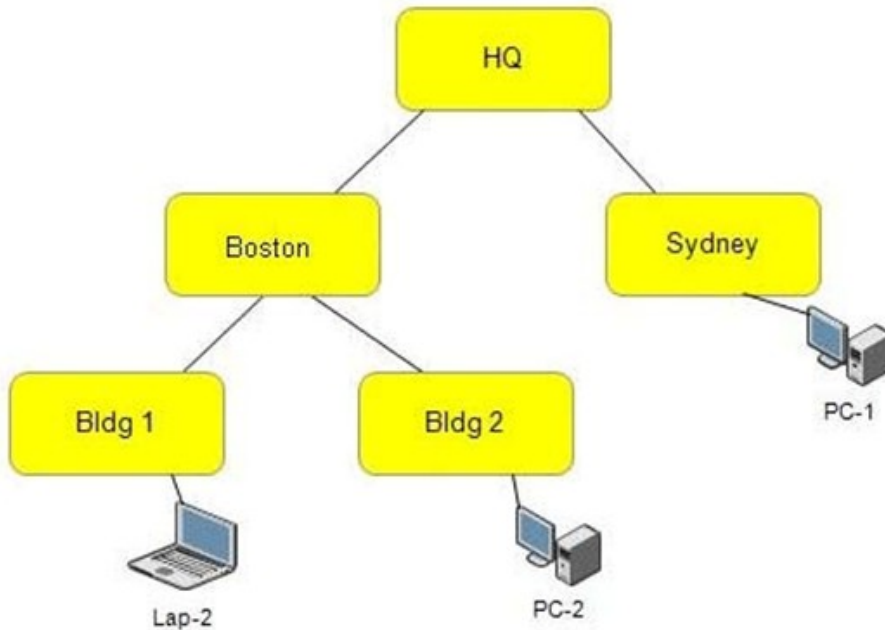 HQ
Boston
Sydney
Bldg 1
Bldg 2
PC-1
Lap-2
PC-2